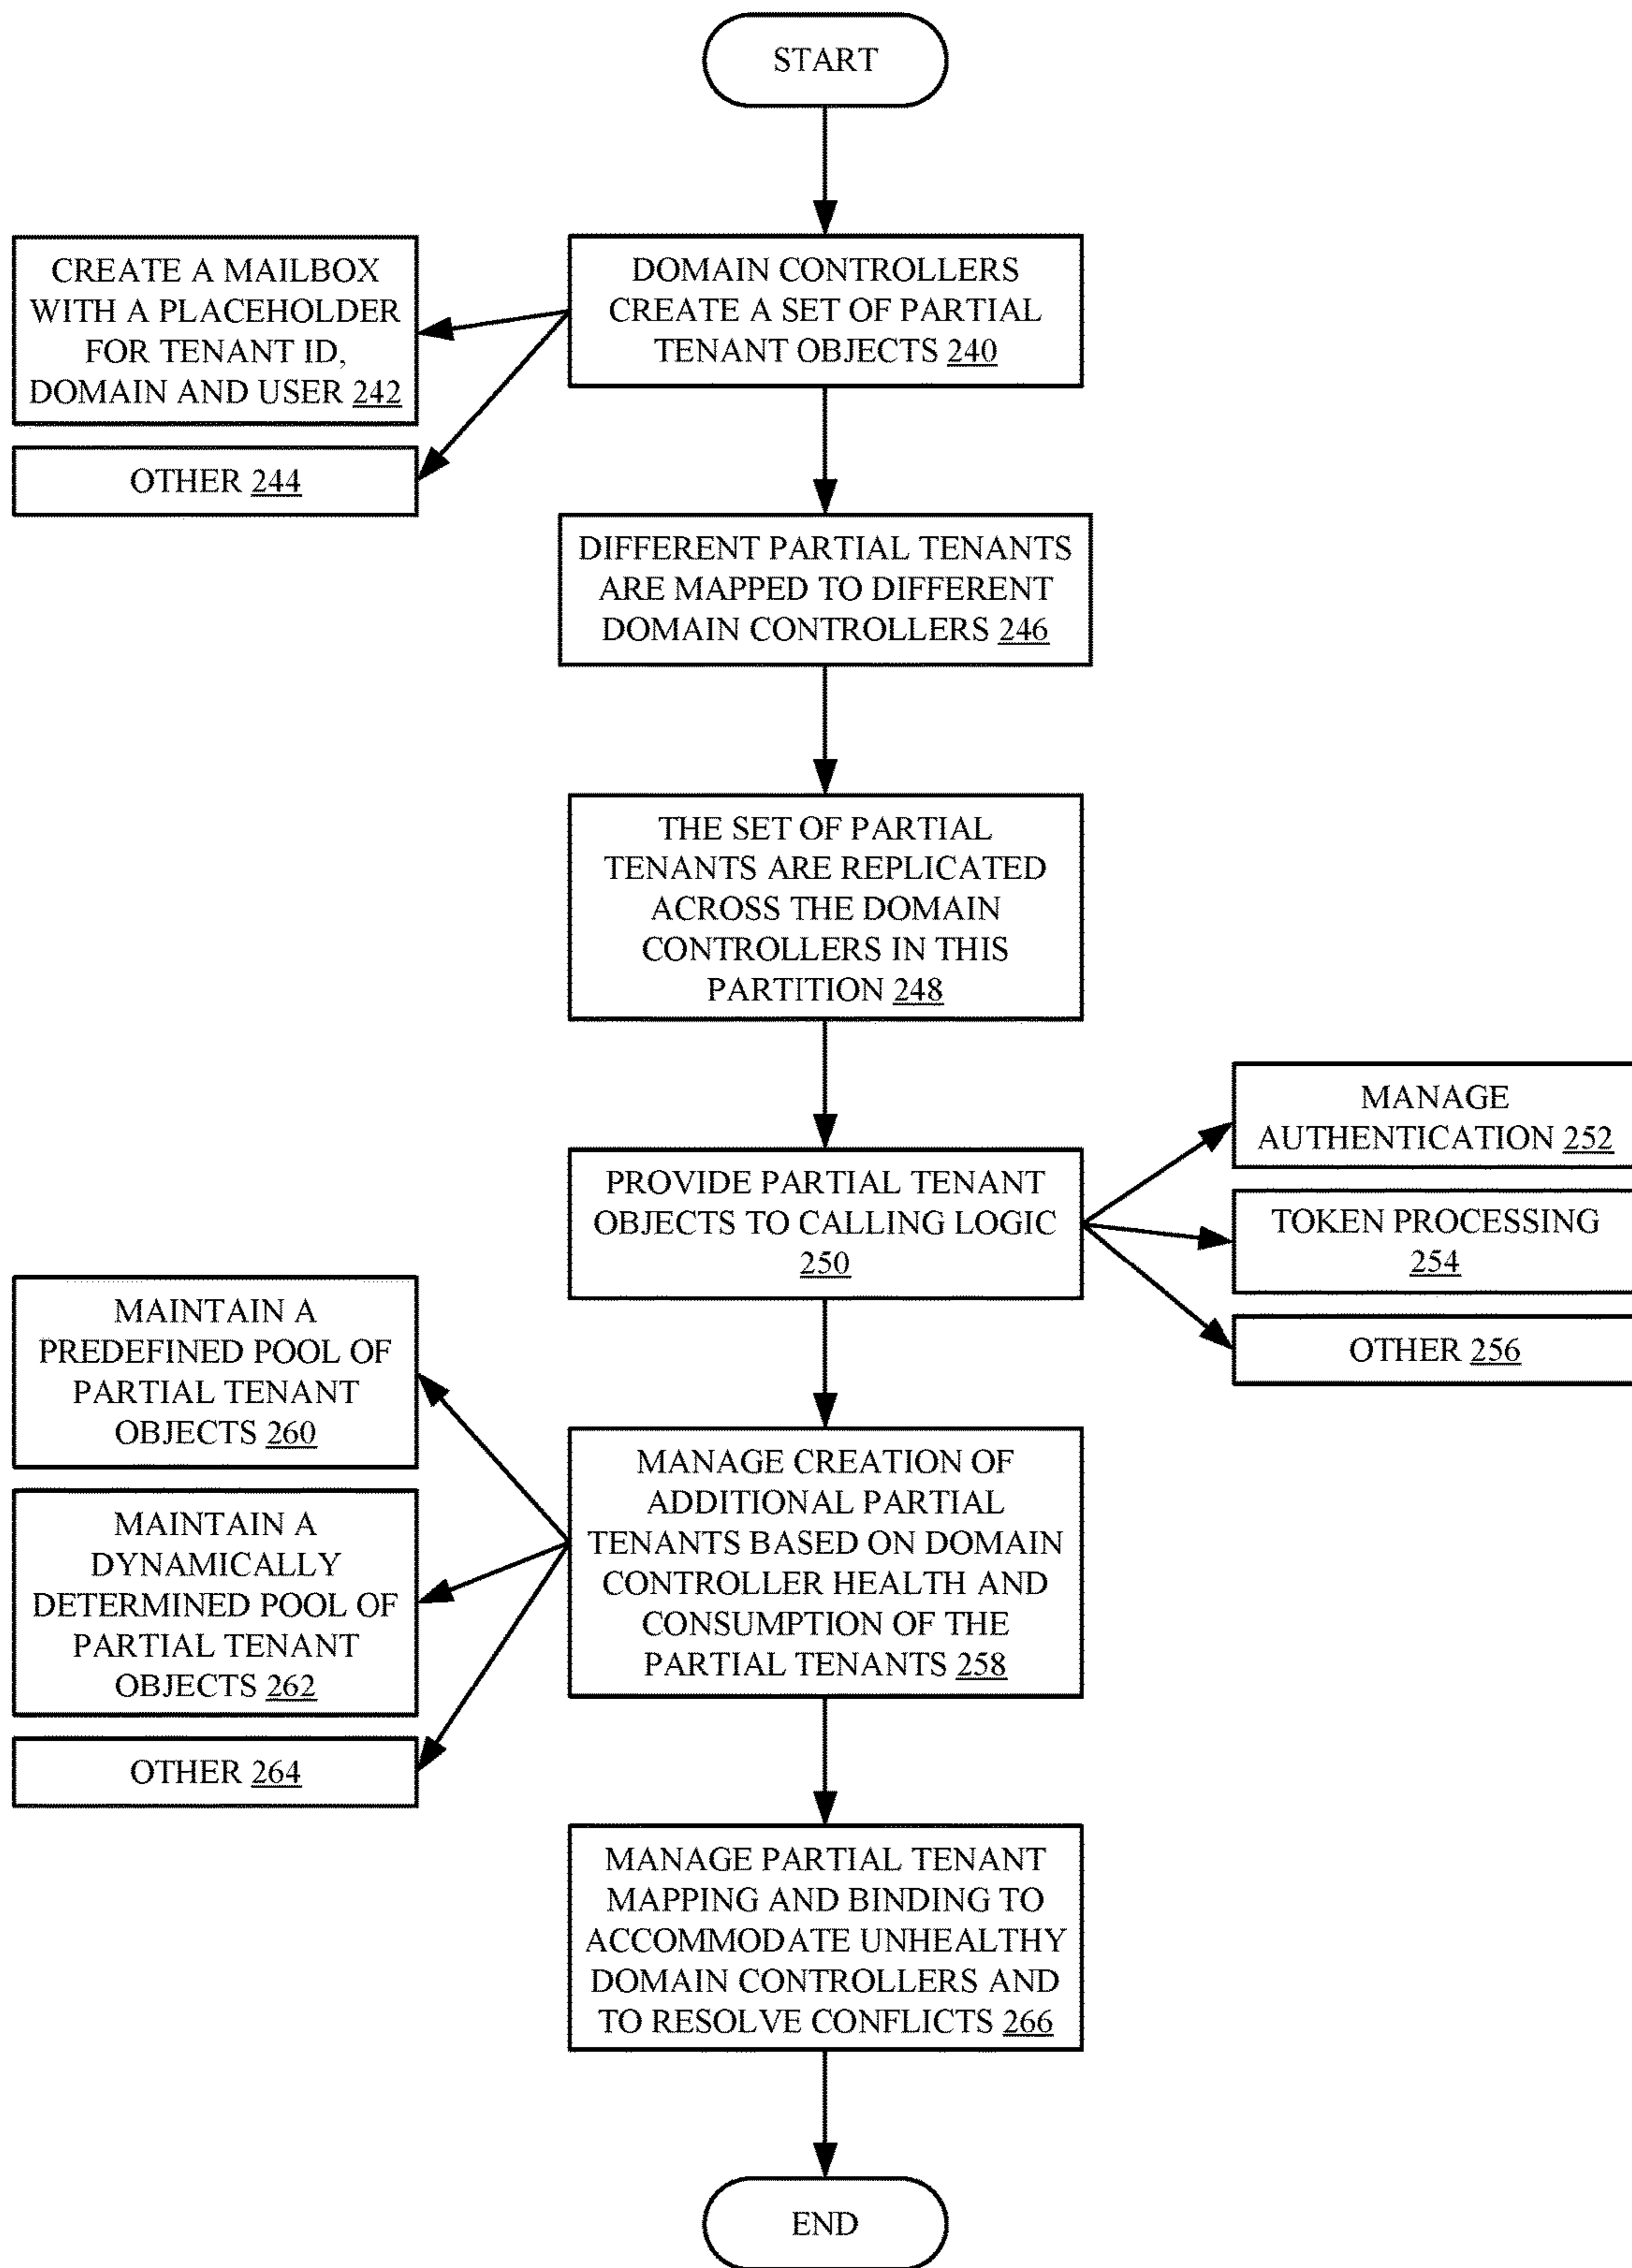 START
DOMAIN CONTROLLERS
CREATE A SET OF PARTIAL
TENANT OBJECTS 240
CREATE A MAILBOX
WITH A PLACEHOLDER
FOR TENANT ID,
DOMAIN AND USER 242
OTHER 244
DIFFERENT PARTIAL TENANTS
ARE MAPPED TO DIFFERENT
DOMAIN CONTROLLERS 246
THE SET OF PARTIAL
TENANTS ARE REPLICATED
ACROSS THE DOMAIN
CONTROLLERS IN THIS
PARTITION 248
PROVIDE PARTIAL TENANT
OBJECTS TO CALLING LOGIC
250
MANAGE
AUTHENTICATION 252
TOKEN PROCESSING
254
OTHER 256
MANAGE CREATION OF
ADDITIONAL PARTIAL
TENANTS BASED ON DOMAIN
CONTROLLER HEALTH AND
CONSUMPTION OF THE
PARTIAL TENANTS 258
MAINTAIN A
PREDEFINED POOL OF
PARTIAL TENANT
OBJECTS 260
MAINTAIN A
DYNAMICALLY
DETERMINED POOL OF
PARTIAL TENANT
OBJECTS 262
OTHER 264
MANAGE PARTIAL TENANT
MAPPING AND BINDING TO
ACCOMMODATE UNHEALTHY
DOMAIN CONTROLLERS AND
TO RESOLVE CONFLICTS 266
END